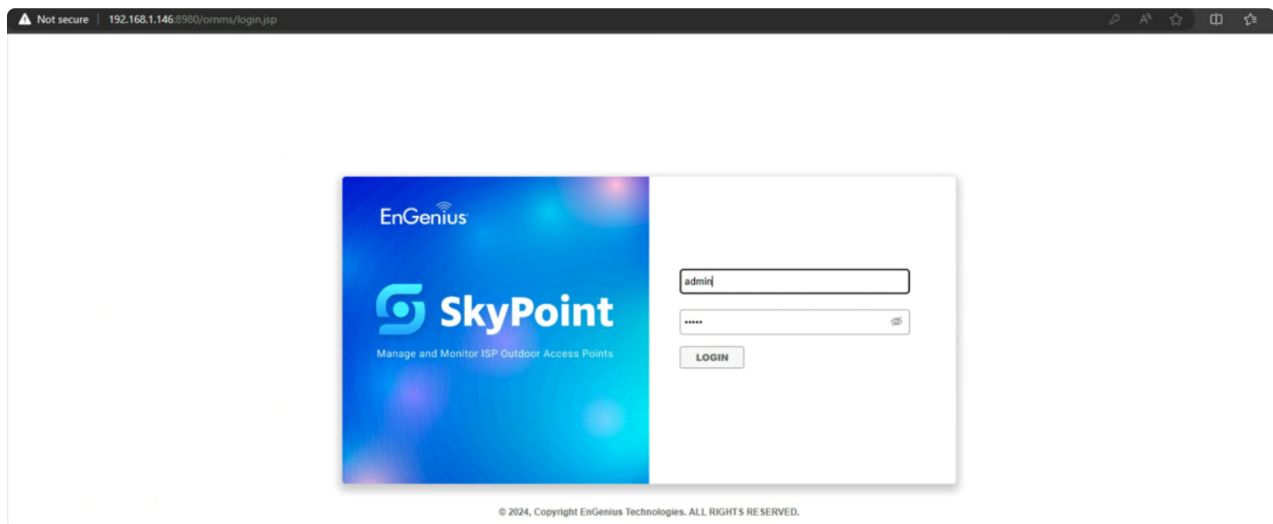 Not secure
192.168.1.146:8980/ornms/login.jsp
EnGenius
SkyPoint
Manage and Monitor ISP Outdoor Access Points
admin
•••••
LOGIN
© 2024, Copyright EnGenius Technologies. ALL RIGHTS RESERVED.